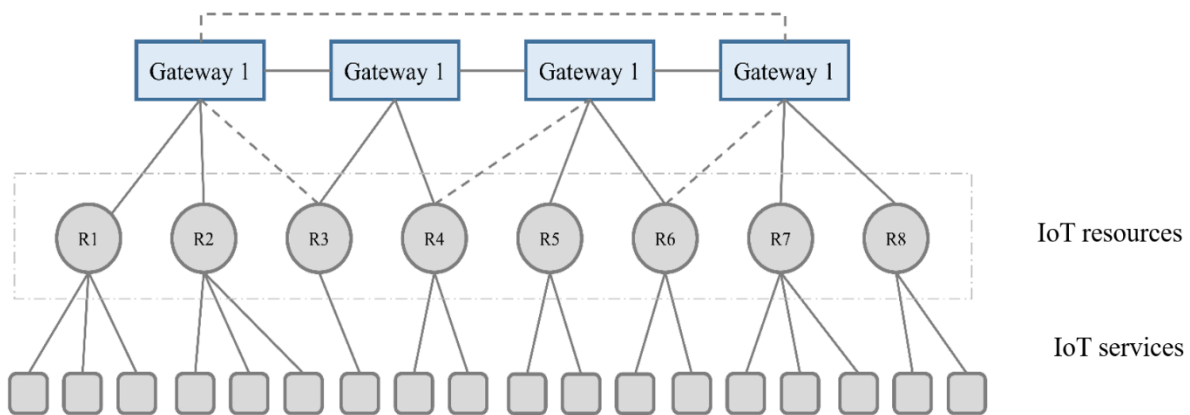 Gateway 1
Gateway 1
Gateway 1
Gateway 1
R1
R2
R3
R4
R5
R6
R7
R8
IoT resources
IoT services